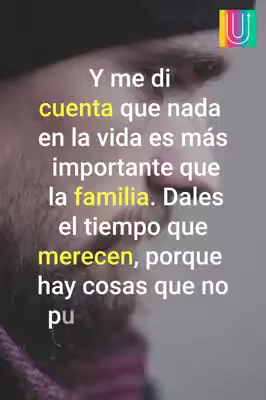 U
Y me di
cuenta que nada
en la vida es más
importante que
la familia. Dales
el tiempo que
merecen, porque
hay cosas que no
pu